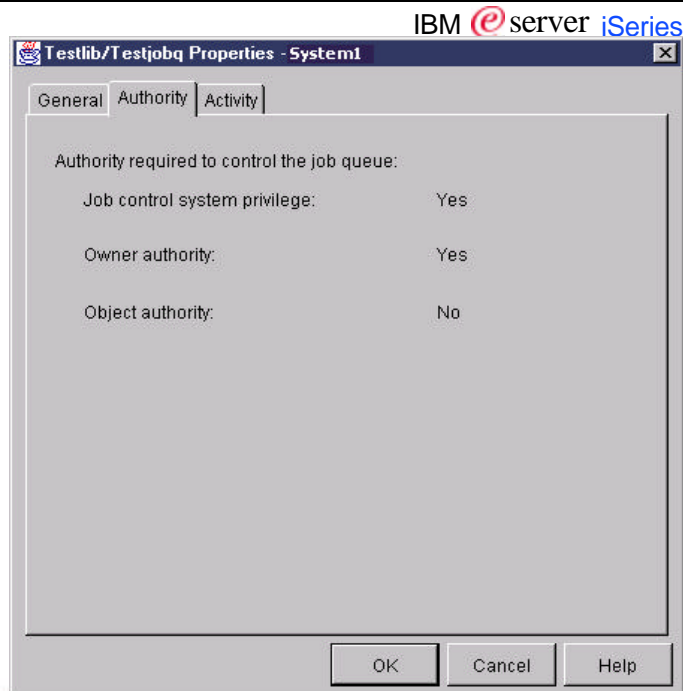 IBM e server iSeries
Testlib/Testjobq Properties - System1
General Authority Activity
Authority required to control the job queue:
Job control system privilege: Yes
Owner authority: Yes
Object authority: No
OK Cancel Help